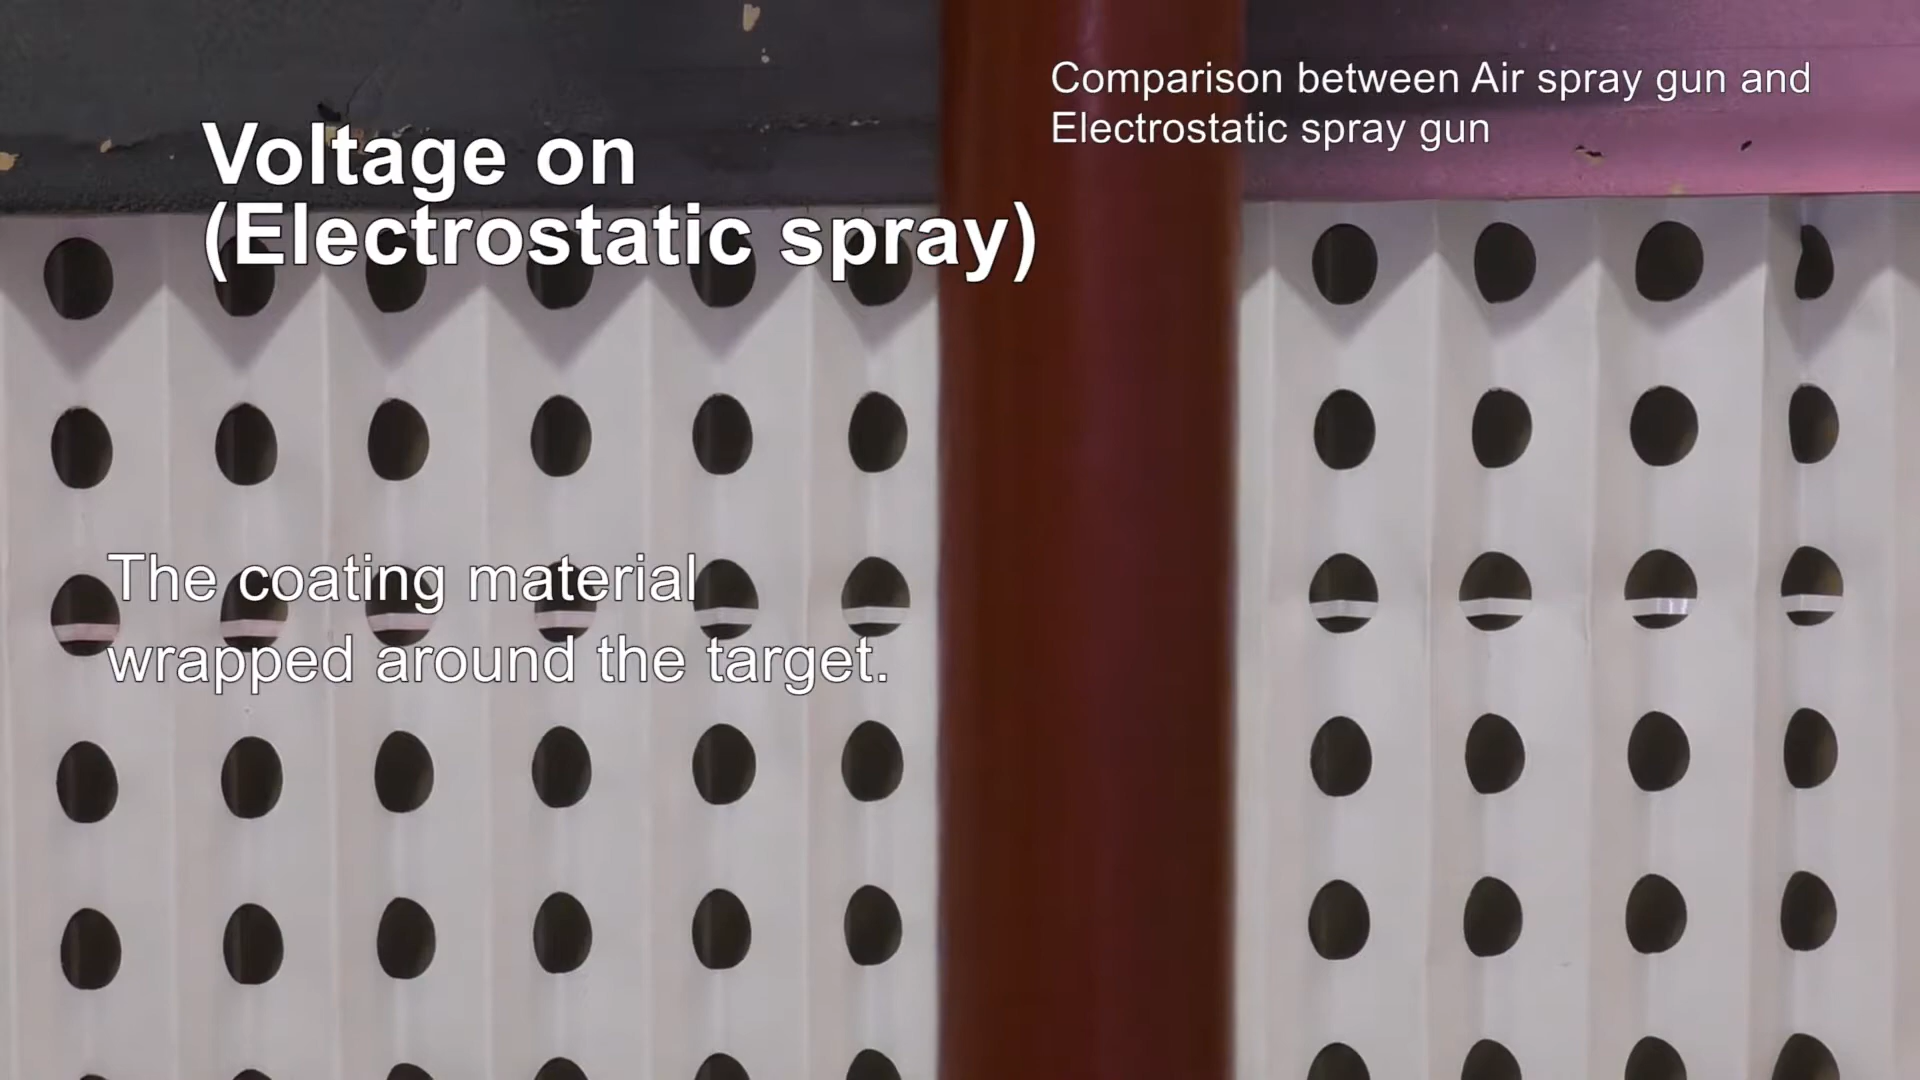 Comparison between Air spray gun and
Electrostatic spray gun
Voltage on
(Electrostatic spray)
The coating material
wrapped around the target.